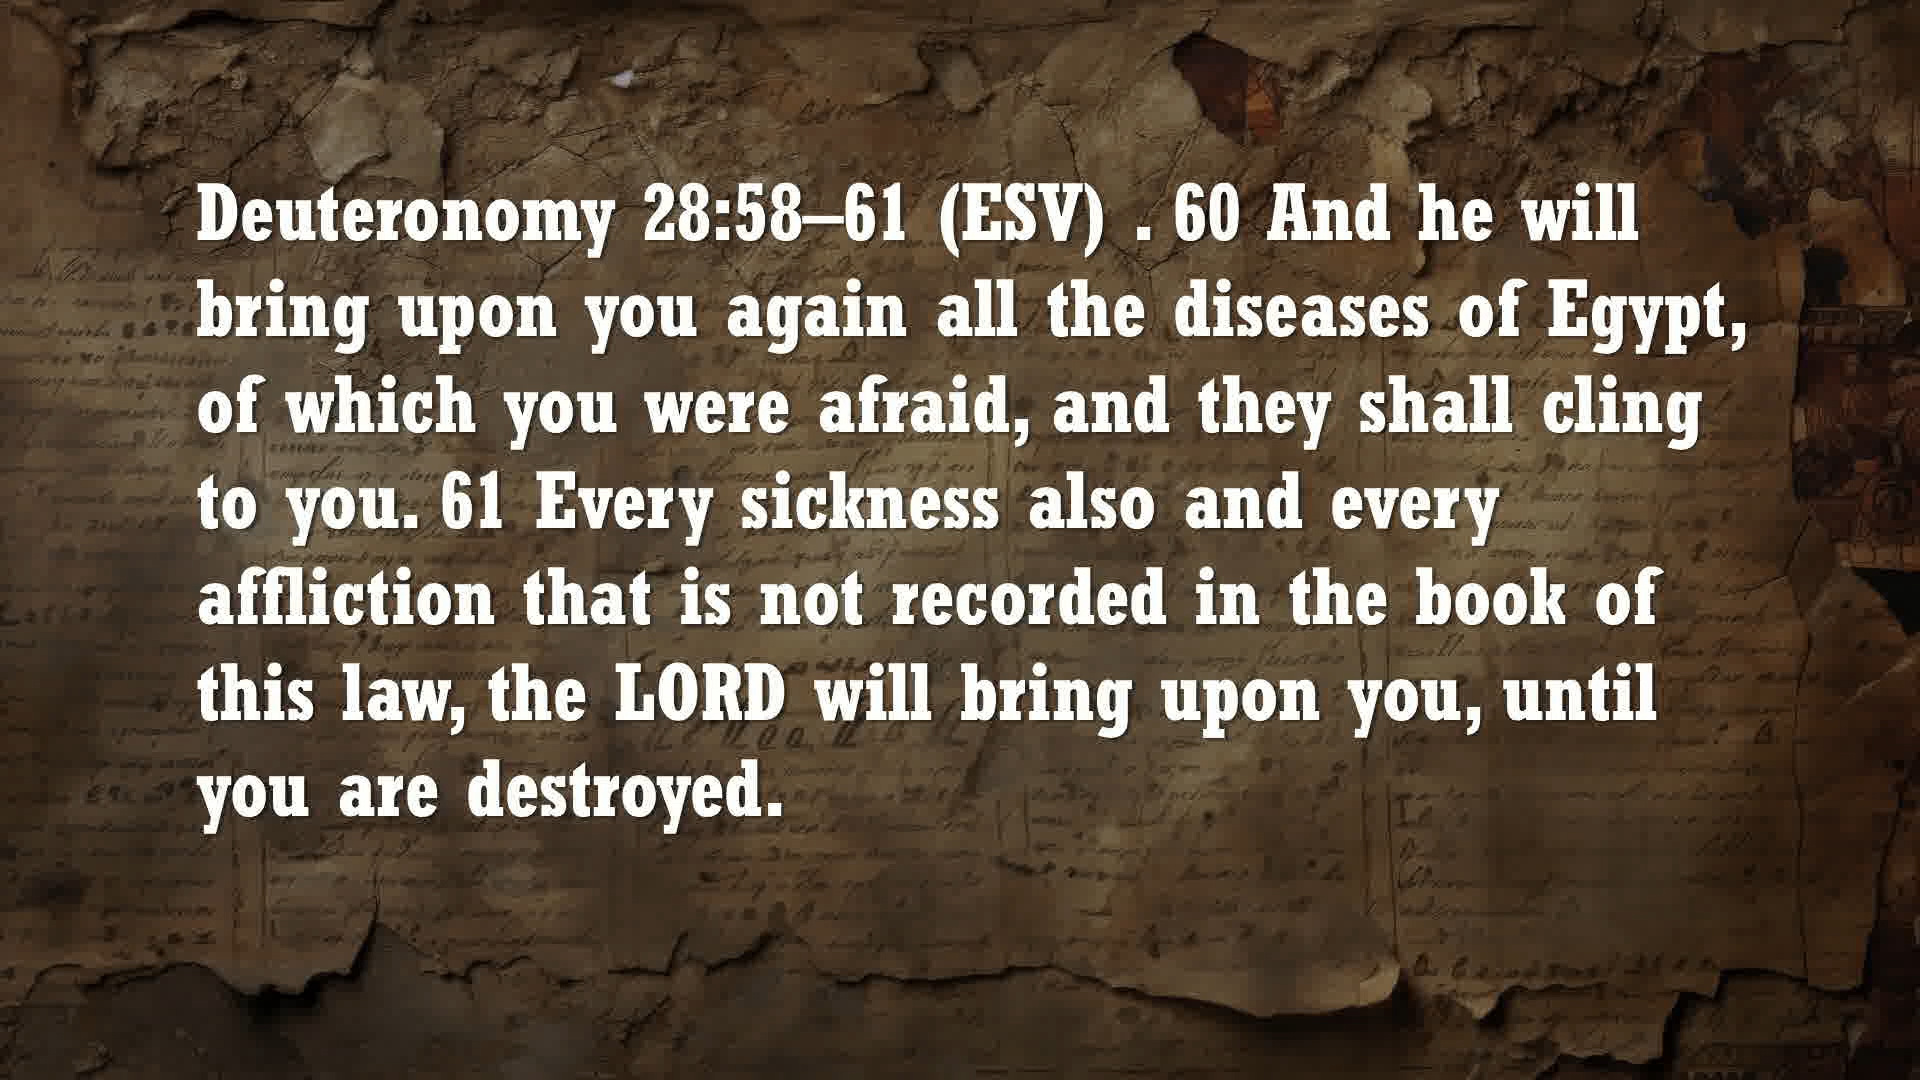 Deuteronomy 28:58–61 (ESV) . 60 And he will
bring upon you again all the diseases of Egypt,
of which you were afraid, and they shall cling
to you. 61 Every sickness also and every
affliction that is not recorded in the book of
this law, the LORD will bring upon you, until
you are destroyed.